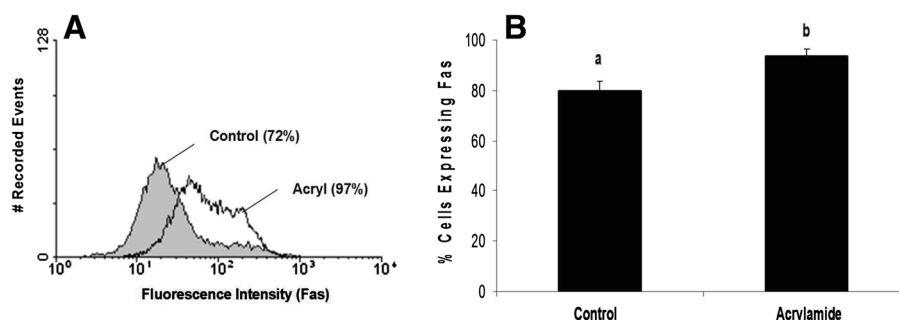 A
# Recorded Events
128
0
Control (72%)
Acryl (97%)
10⁰ 10¹ 10² 10³ 10⁴
Fluorescence Intensity (Fas)
B
% Cells Expressing Fas
100
80
60
40
20
0
a
b
Control Acrylamide